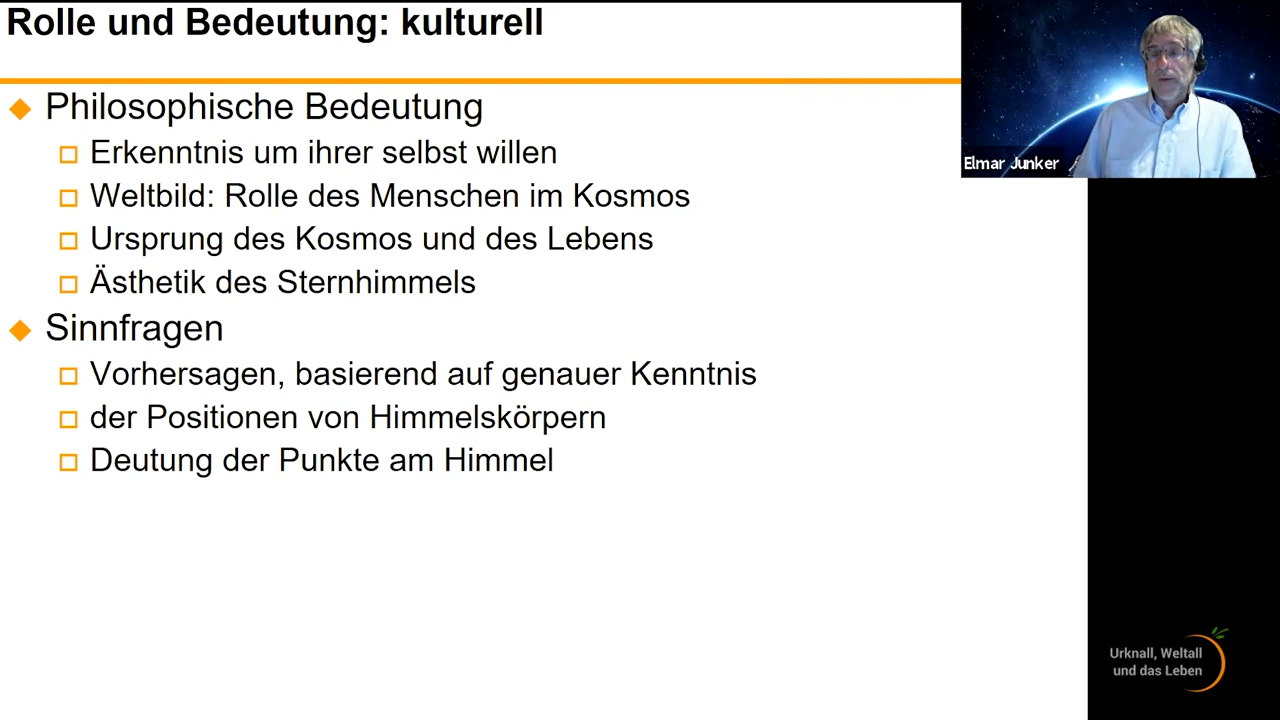 Rolle und Bedeutung: kulturell
Philosophische Bedeutung
Erkenntnis um ihrer selbst willen
Weltbild: Rolle des Menschen im Kosmos
Ursprung des Kosmos und des Lebens
Ästhetik des Sternhimmels
Sinnfragen
Vorhersagen, basierend auf genauer Kenntnis
der Positionen von Himmelskörpern
Deutung der Punkte am Himmel
Elmar Junker
Urknall, Weltall
und das Leben